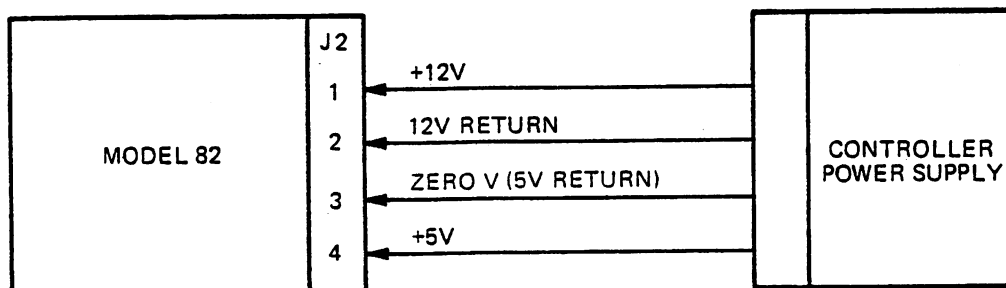 J2
1 +12V
2 12V RETURN
MODEL 82
3 ZERO V (5V RETURN)
4 +5V
CONTROLLER
POWER SUPPLY